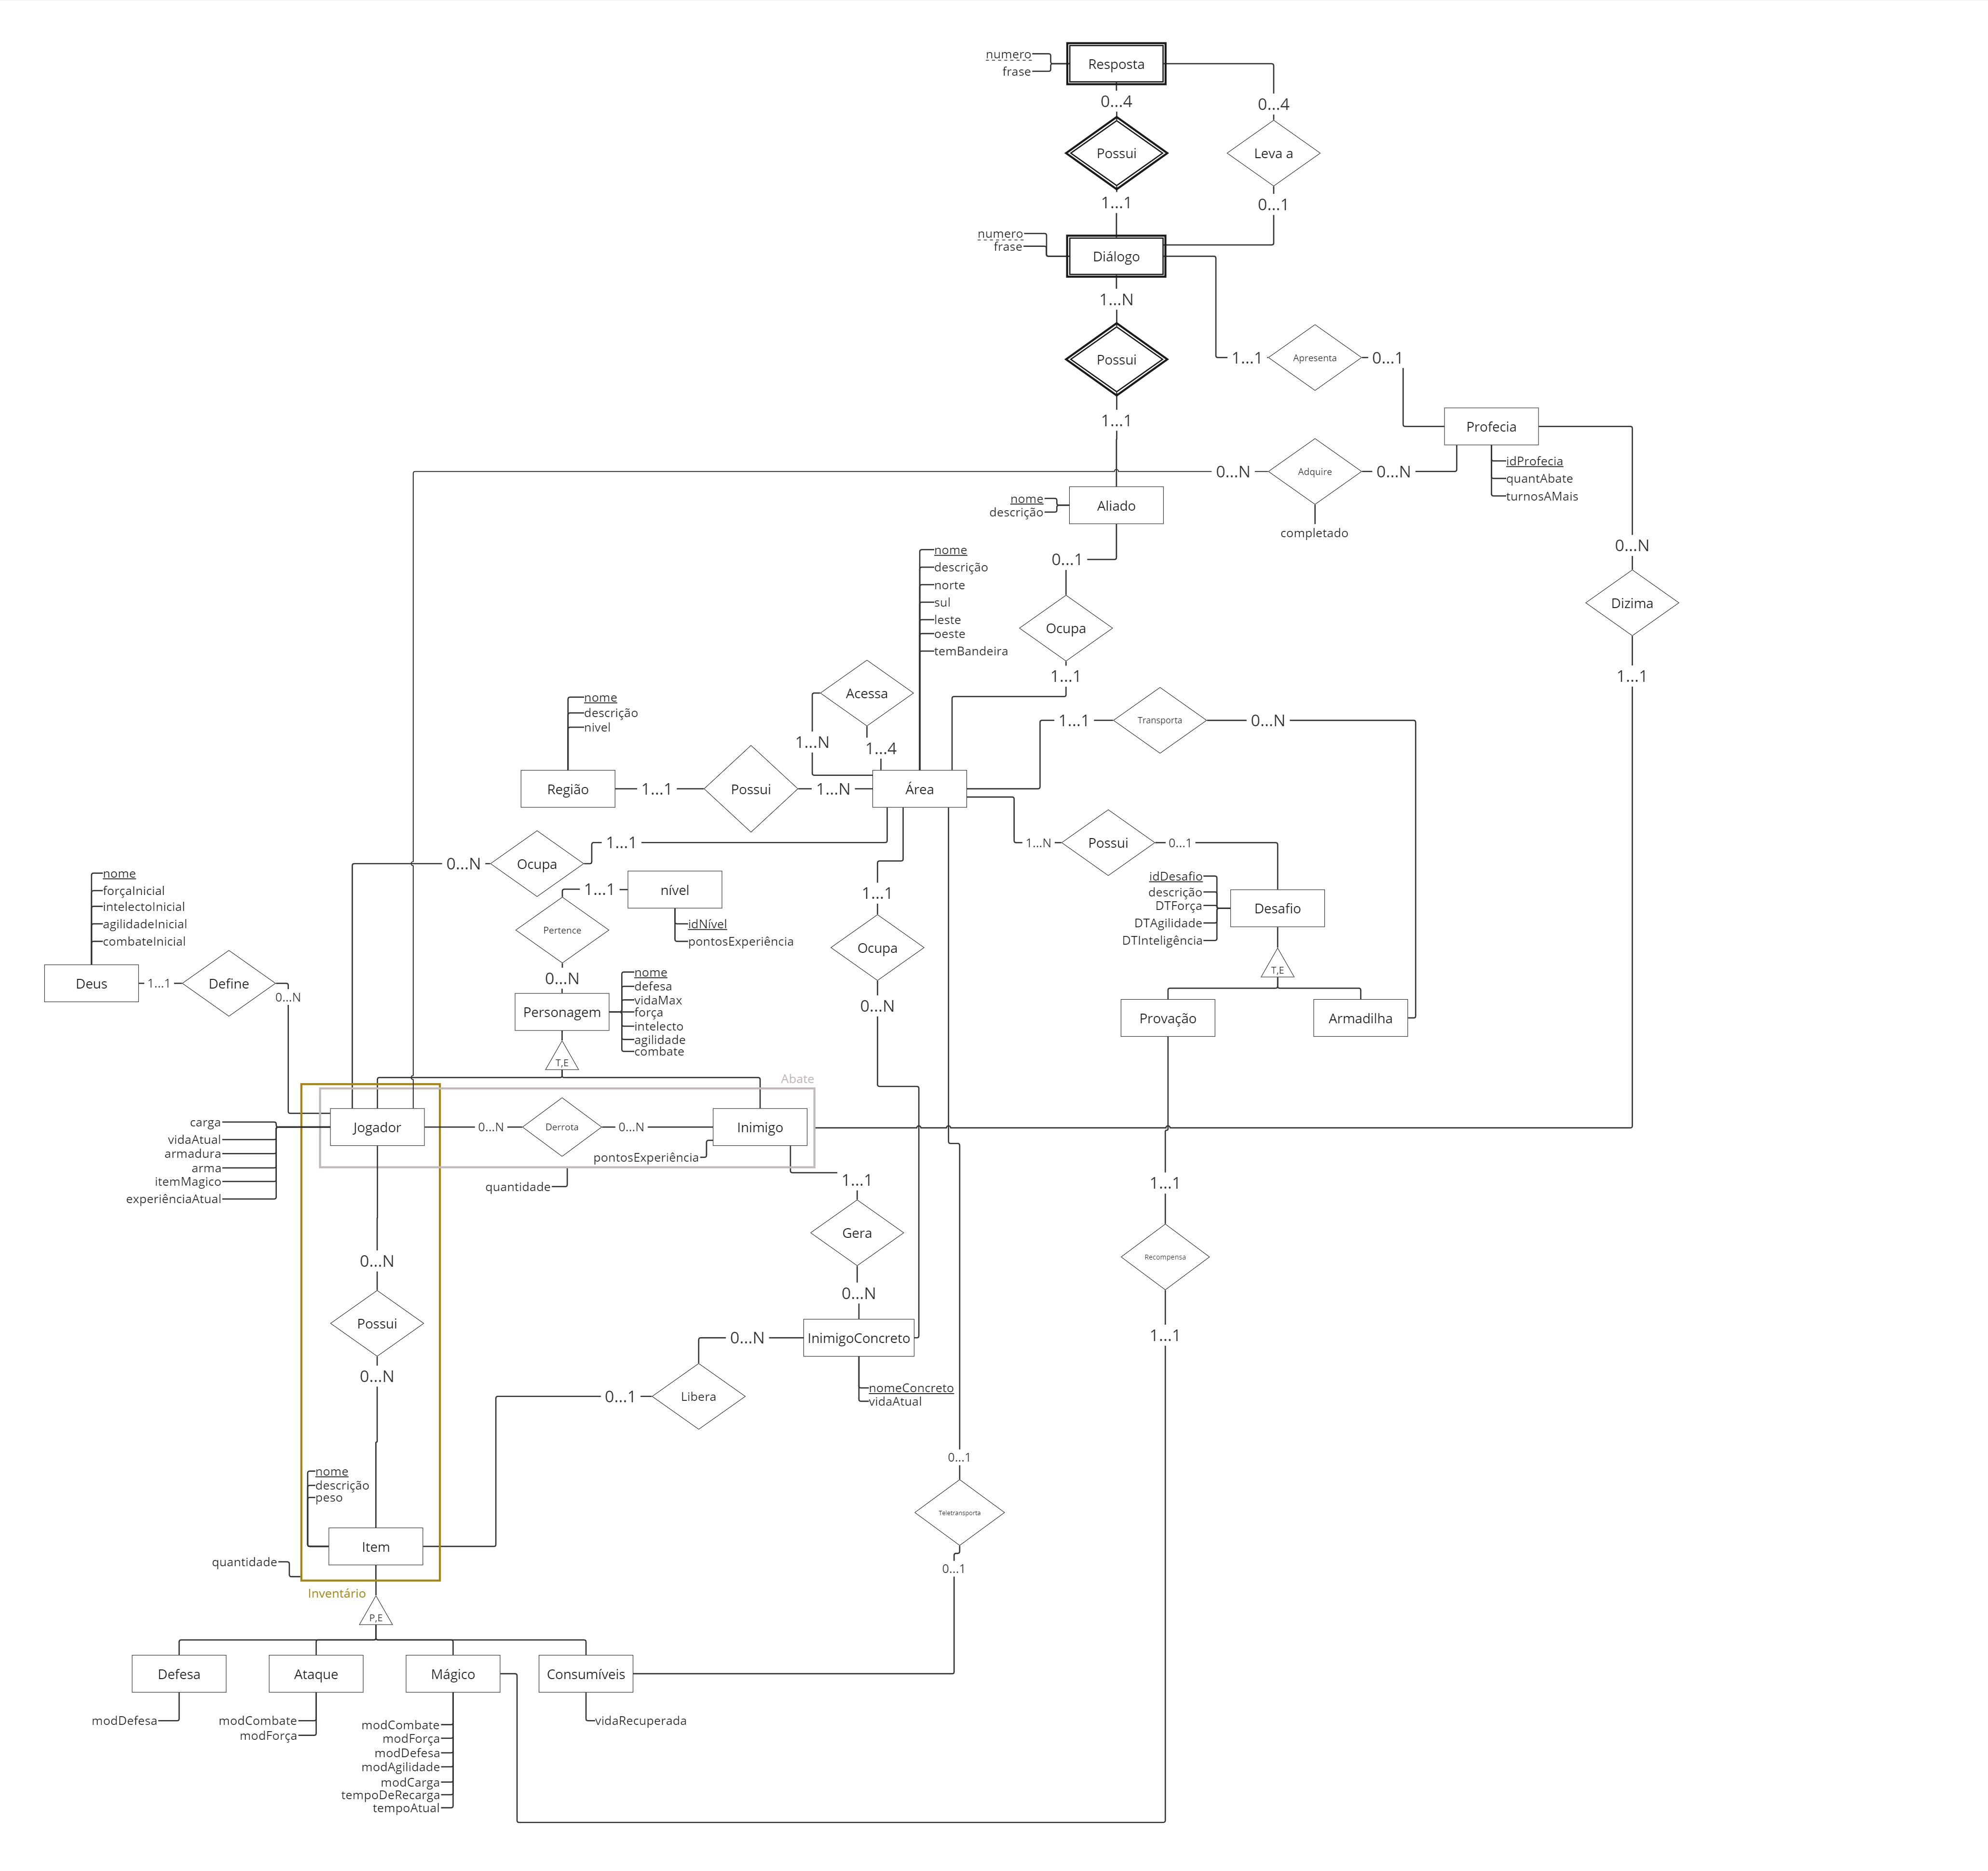 numero
frase
Resposta
0...4
0...4
Possui
Leva a
1...1
0...1
numero
frase
Diálogo
1...N
Possui
1...1
Apresenta
0...1
1...1
Profecia
idProfecia
quantAbate
turnosAMais
0...N
Adquire
0...N
completado
nome
descrição
Aliado
0...1
Ocupa
1...1
0...N
Dizima
1...1
nome
descrição
norte
sul
leste
oeste
temBandeira
Acessa
1...N
1...4
nome
descrição
nivel
Região
1...1
Possui
1...N
Área
1...1
Transporta
0...N
1...N
Possui
0...1
0...N
Ocupa
1...1
nível
idNível
pontosExperiência
1...1
Pertence
0...N
1...1
Ocupa
0...N
idDesafio
descrição
DTForça
DTAgilidade
DTInteligência
Desafio
T,E
Provação
Armadilha
nome
forçaInicial
intelectoInicial
agilidadeInicial
combateInicial
Deus
1...1
Define
0...N
Personagem
nome
defesa
vidaMax
força
intelecto
agilidade
combate
T,E
Abate
Jogador
0...N
Derrota
0...N
Inimigo
pontosExperiência
carga
vidaAtual
armadura
arma
itemMagico
experiênciaAtual
quantidade
1...1
Gera
0...N
InimigoConcreto
nomeConcreto
vidaAtual
1...1
Recompensa
1...1
0...N
Possui
0...N
0...N
Libera
0...1
0...1
Teletransporta
0...1
nome
descrição
peso
Item
quantidade
Inventário
P,E
Defesa
Ataque
Mágico
Consumíveis
modDefesa
modCombate
modForça
modCombate
modForça
modDefesa
modAgilidade
modCarga
tempoDeRecarga
tempoAtual
vidaRecuperada